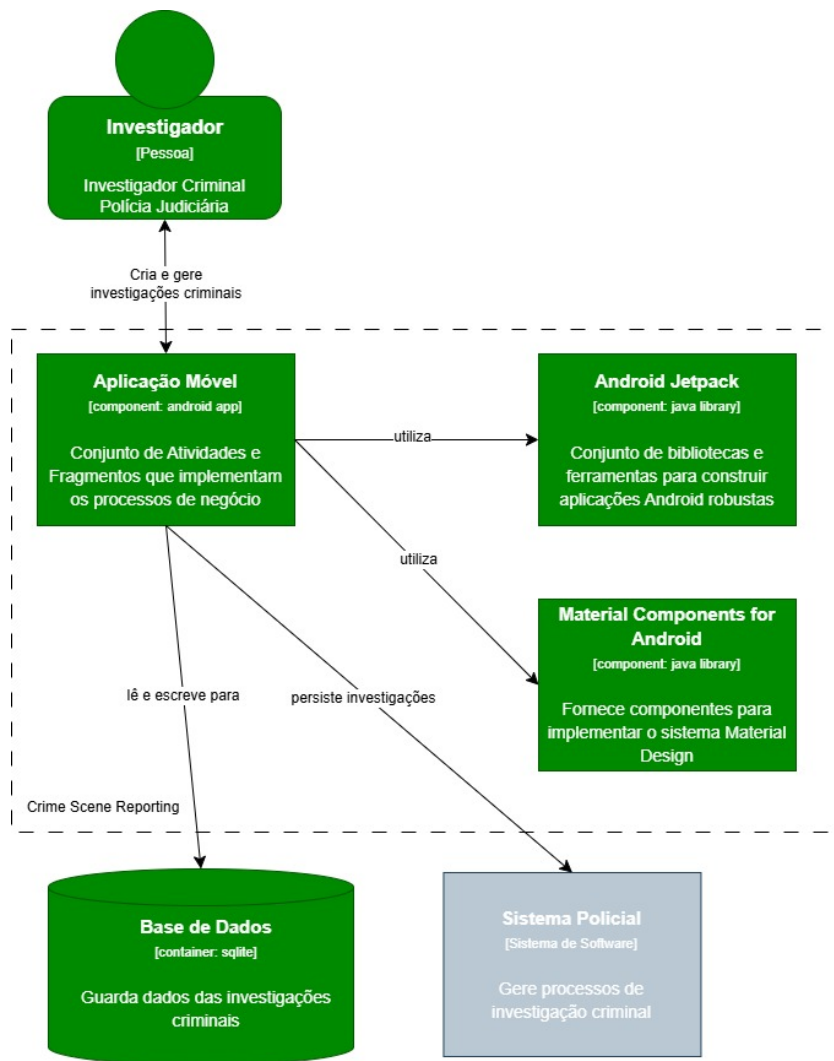 Investigador
[Pessoa]
Investigador Criminal
Polícia Judiciária
Cria e gere
investigações criminais
Aplicação Móvel
[component: android app]
Conjunto de Atividades e
Fragmentos que implementam
os processos de negócio
utiliza
Android Jetpack
[component: java library]
Conjunto de bibliotecas e
ferramentas para construir
aplicações Android robustas
utiliza
Material Components for
Android
[component: java library]
Fornece componentes para
implementar o sistema Material
Design
lê e escreve para
persiste investigações
Crime Scene Reporting
Base de Dados
[container: sqlite]
Guarda dados das investigações
criminais
Sistema Policial
[Sistema de Software]
Gere processos de
investigação criminal